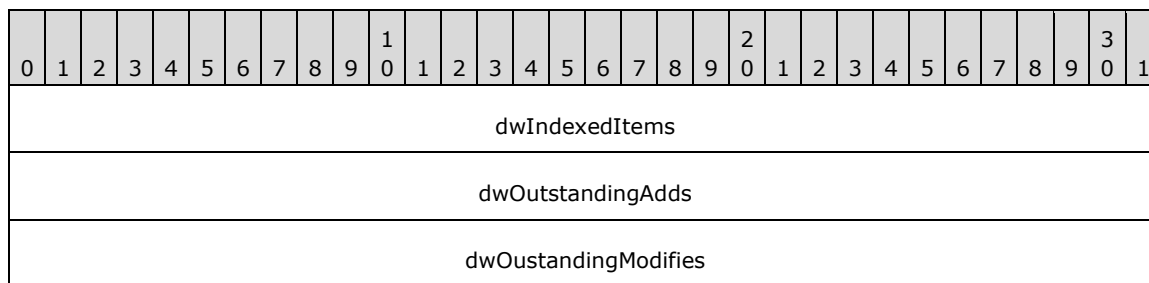 1 2 3
0 1 2 3 4 5 6 7 8 9 0 1 2 3 4 5 6 7 8 9 0 1 2 3 4 5 6 7 8 9 0 1
dwIndexedItems
dwOutstandingAdds
dwOustandingModifies